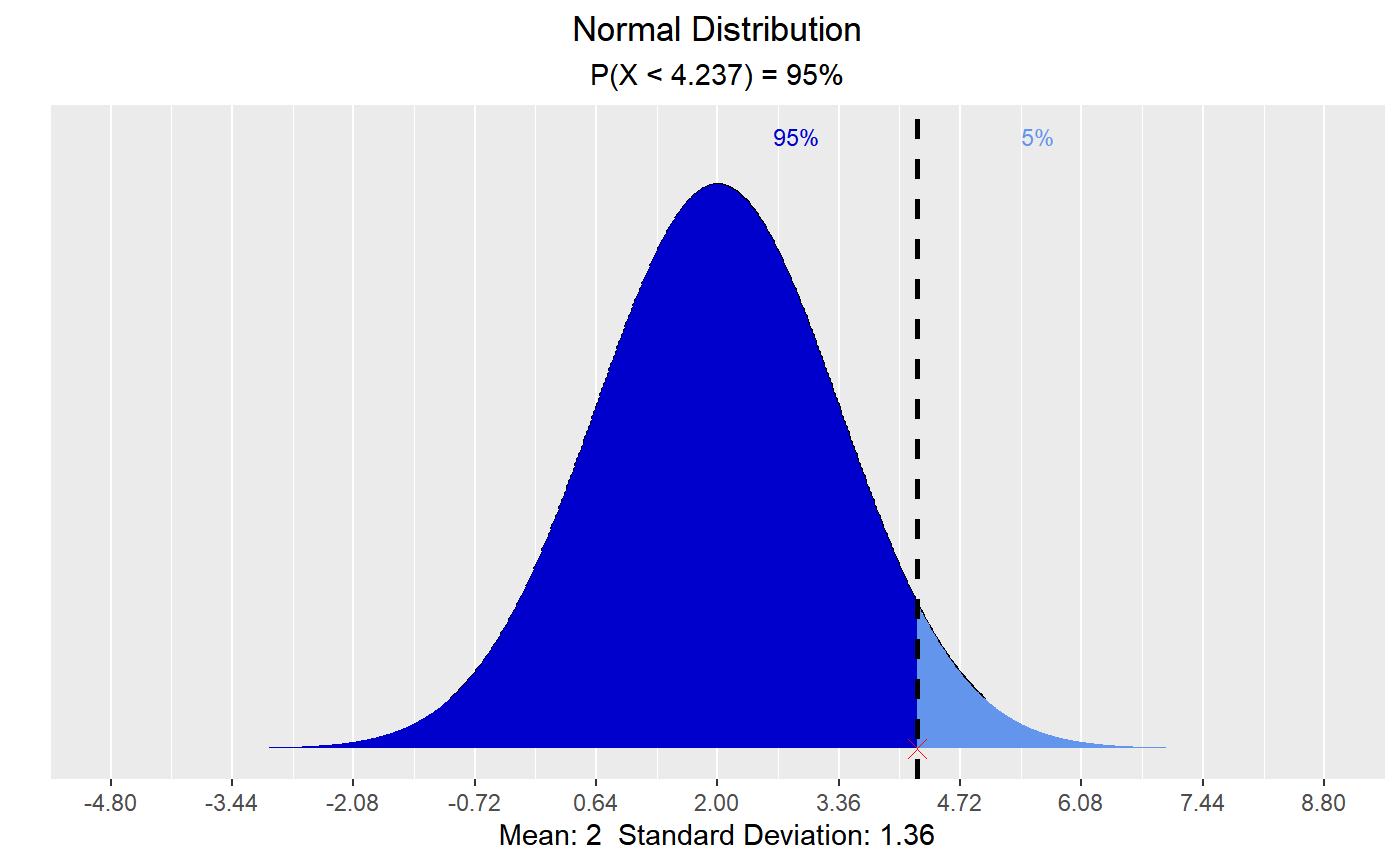 Normal Distribution
P(X < 4.237) = 95%
95% 5%
-4.80 -3.44 -2.08 -0.72 0.64 2.00 3.36 4.72 6.08 7.44 8.80
Mean: 2 Standard Deviation: 1.36